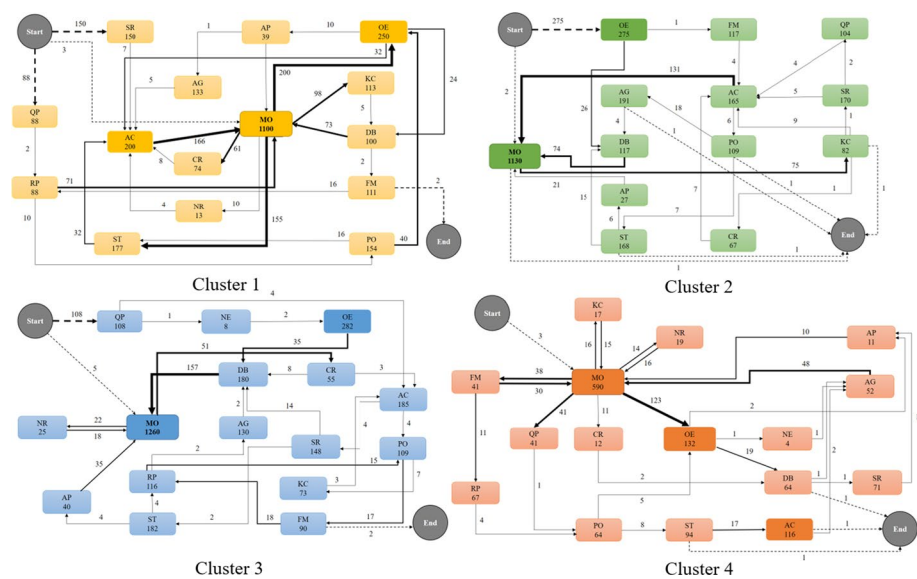 Start
150
SR
150
3
88
7
QP
88
2
RP
88
10
1
AP
39
10
OE
250
5
AG
133
32
200
24
KC
113
98
5
MO
1100
73
DB
100
AC
200
166
61
8
CR
74
2
71
16
FM
111
2
4
NR
13
10
155
32
ST
177
16
PO
154
40
End
Cluster 1
Start
275
OE
275
1
FM
117
QP
104
2
131
4
4
2
AG
191
26
18
AC
165
5
SR
170
4
6
9
DB
117
PO
109
KC
82
MO
1130
74
75
21
AP
27
15
6
7
7
1
1
1
ST
168
CR
67
End
1
1
Cluster 2
Start
108
QP
108
4
1
NE
8
2
OE
282
5
51
35
157
DB
180
8
CR
55
3
AC
185
NR
25
22
18
MO
1260
2
14
4
4
AG
130
SR
148
PO
109
35
2
15
RP
116
KC
73
3
7
AP
40
4
4
2
18
17
ST
182
FM
90
2
End
Cluster 3
Start
3
KC
17
16
15
NR
19
14
16
10
AP
11
FM
41
38
30
MO
590
48
AG
52
41
11
123
2
11
QP
41
CR
12
OE
132
1
NE
4
1
19
RP
67
1
2
5
DB
64
1
SR
71
2
4
PO
64
8
ST
94
17
AC
116
1
1
End
1
Cluster 4